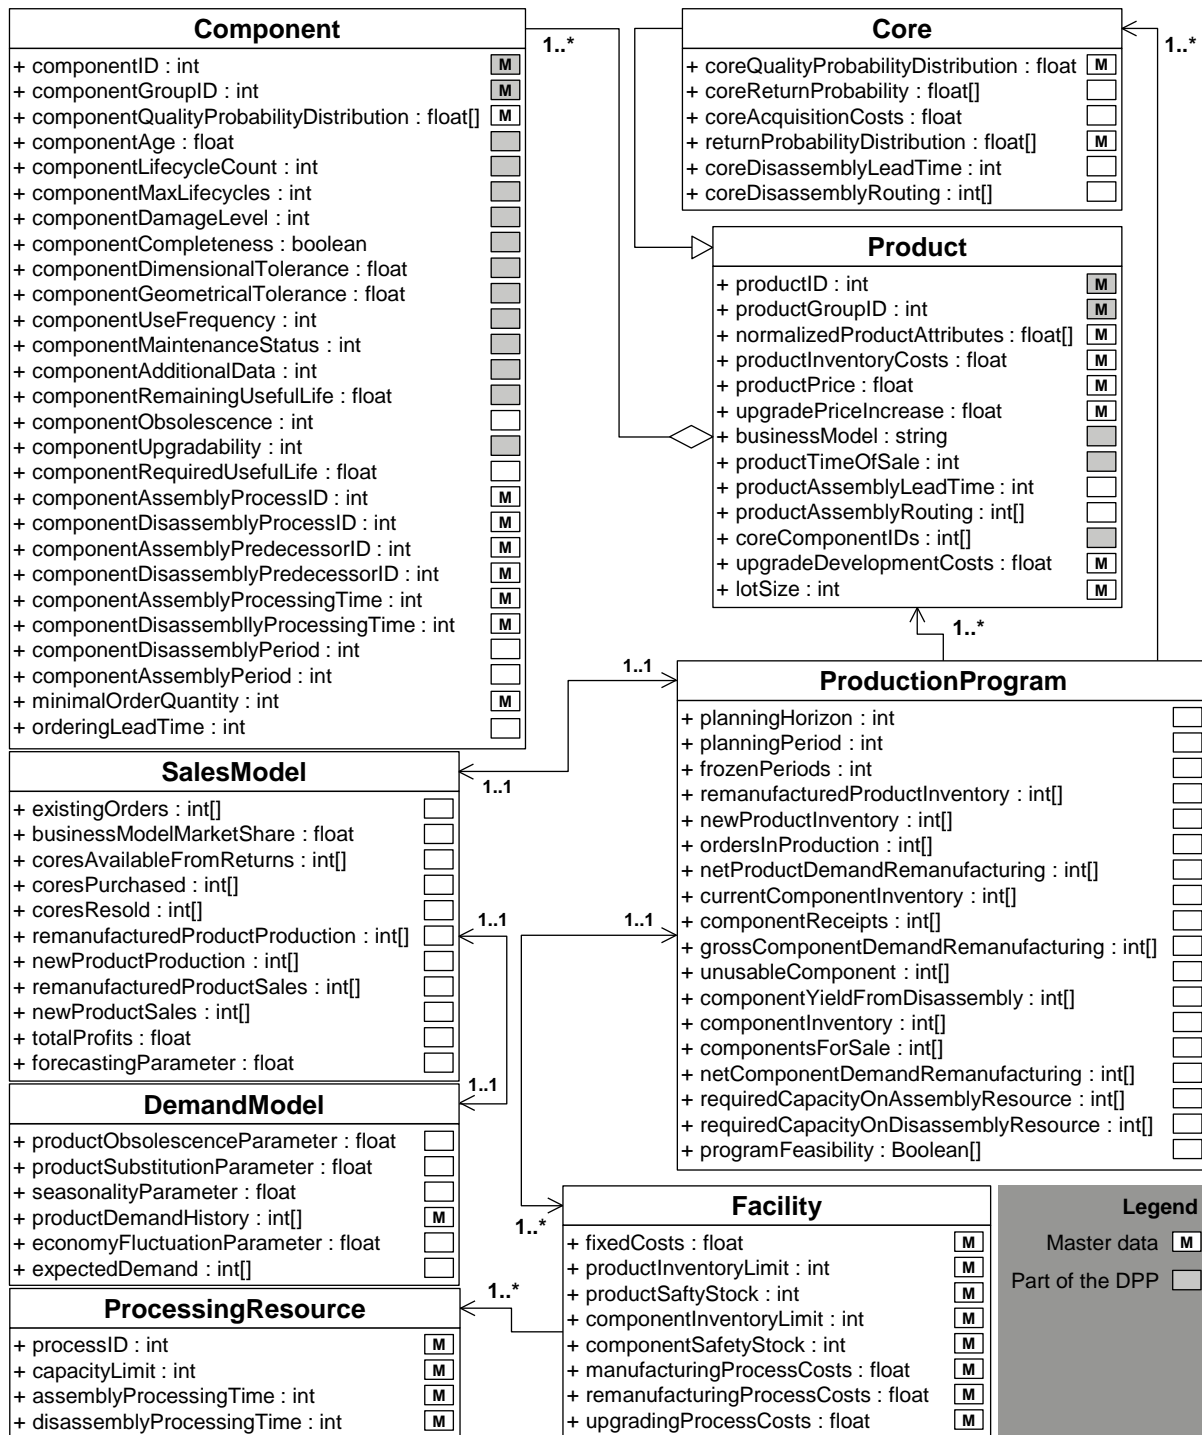 Component
+ componentID : int M
+ componentGroupID : int M
+ componentQualityProbabilityDistribution : float[] M
+ componentAge : float
+ componentLifecycleCount : int
+ componentMaxLifecycles : int
+ componentDamageLevel : int
+ componentCompleteness : boolean
+ componentDimensionalTolerance : float
+ componentGeometricalTolerance : float
+ componentUseFrequency : int
+ componentMaintenanceStatus : int
+ componentAdditionalData : int
+ componentRemainingUsefulLife : float
+ componentObsolescence : int
+ componentUpgradability : int
+ componentRequiredUsefulLife : float
+ componentAssemblyProcessID : int M
+ componentDisassemblyProcessID : int M
+ componentAssemblyPredecessorID : int M
+ componentDisassemblyPredecessorID : int M
+ componentAssemblyProcessingTime : int M
+ componentDisassembllyProcessingTime : int M
+ componentDisassemblyPeriod : int
+ componentAssemblyPeriod : int
+ minimalOrderQuantity : int M
+ orderingLeadTime : int
1..*
Core
+ coreQualityProbabilityDistribution : float M
+ coreReturnProbability : float[]
+ coreAcquisitionCosts : float
+ returnProbabilityDistribution : float[] M
+ coreDisassemblyLeadTime : int
+ coreDisassemblyRouting : int[]
1..*
Product
+ productID : int M
+ productGroupID : int M
+ normalizedProductAttributes : float[] M
+ productInventoryCosts : float M
+ productPrice : float M
+ upgradePriceIncrease : float M
+ businessModel : string
+ productTimeOfSale : int
+ productAssemblyLeadTime : int
+ productAssemblyRouting : int[]
+ coreComponentIDs : int[]
+ upgradeDevelopmentCosts : float M
+ lotSize : int M
1..*
1..1
ProductionProgram
+ planningHorizon : int
+ planningPeriod : int
+ frozenPeriods : int
+ remanufacturedProductInventory : int[]
+ newProductInventory : int[]
+ ordersInProduction : int[]
+ netProductDemandRemanufacturing : int[]
+ currentComponentInventory : int[]
+ componentReceipts : int[]
+ grossComponentDemandRemanufacturing : int[]
+ unusableComponent : int[]
+ componentYieldFromDisassembly : int[]
+ componentInventory : int[]
+ componentsForSale : int[]
+ netComponentDemandRemanufacturing : int[]
+ requiredCapacityOnAssemblyResource : int[]
+ requiredCapacityOnDisassemblyResource : int[]
+ programFeasibility : Boolean[]
SalesModel
+ existingOrders : int[]
+ businessModelMarketShare : float
+ coresAvailableFromReturns : int[]
+ coresPurchased : int[]
+ coresResold : int[]
+ remanufacturedProductProduction : int[]
+ newProductProduction : int[]
+ remanufacturedProductSales : int[]
+ newProductSales : int[]
+ totalProfits : float
+ forecastingParameter : float
1..1
1..1
1..1
1..1
DemandModel
+ productObsolescenceParameter : float
+ productSubstitutionParameter : float
+ seasonalityParameter : float
+ productDemandHistory : int[] M
+ economyFluctuationParameter : float
+ expectedDemand : int[]
1..*
Facility
+ fixedCosts : float M
+ productInventoryLimit : int M
+ productSaftyStock : int M
+ componentInventoryLimit : int M
+ componentSafetyStock : int M
+ manufacturingProcessCosts : float M
+ remanufacturingProcessCosts : float M
+ upgradingProcessCosts : float M
1..*
ProcessingResource
+ processID : int M
+ capacityLimit : int M
+ assemblyProcessingTime : int M
+ disassemblyProcessingTime : int M
Legend
Master data M
Part of the DPP